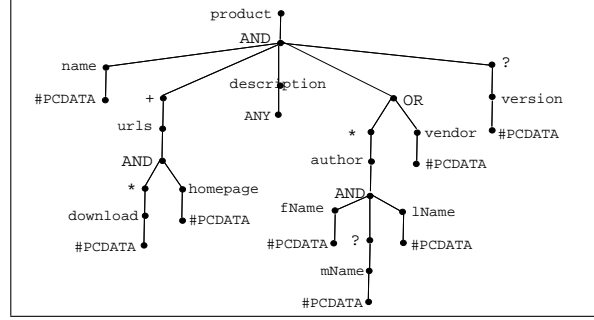 product
AND
name
?
description
#PCDATA
+
OR
version
ANY
urls
*
vendor
#PCDATA
AND
author
#PCDATA
*
homepage
AND
download
#PCDATA
fName
lName
#PCDATA
#PCDATA
?
#PCDATA
mName
#PCDATA